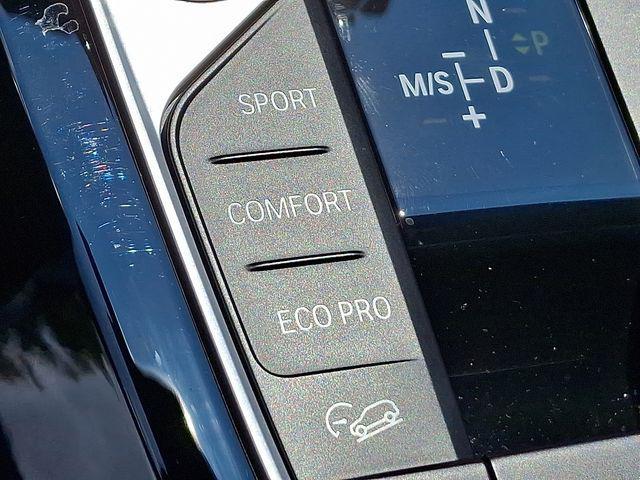 SPORT
COMFORT
ECO PRO
N
P
M/S D
+